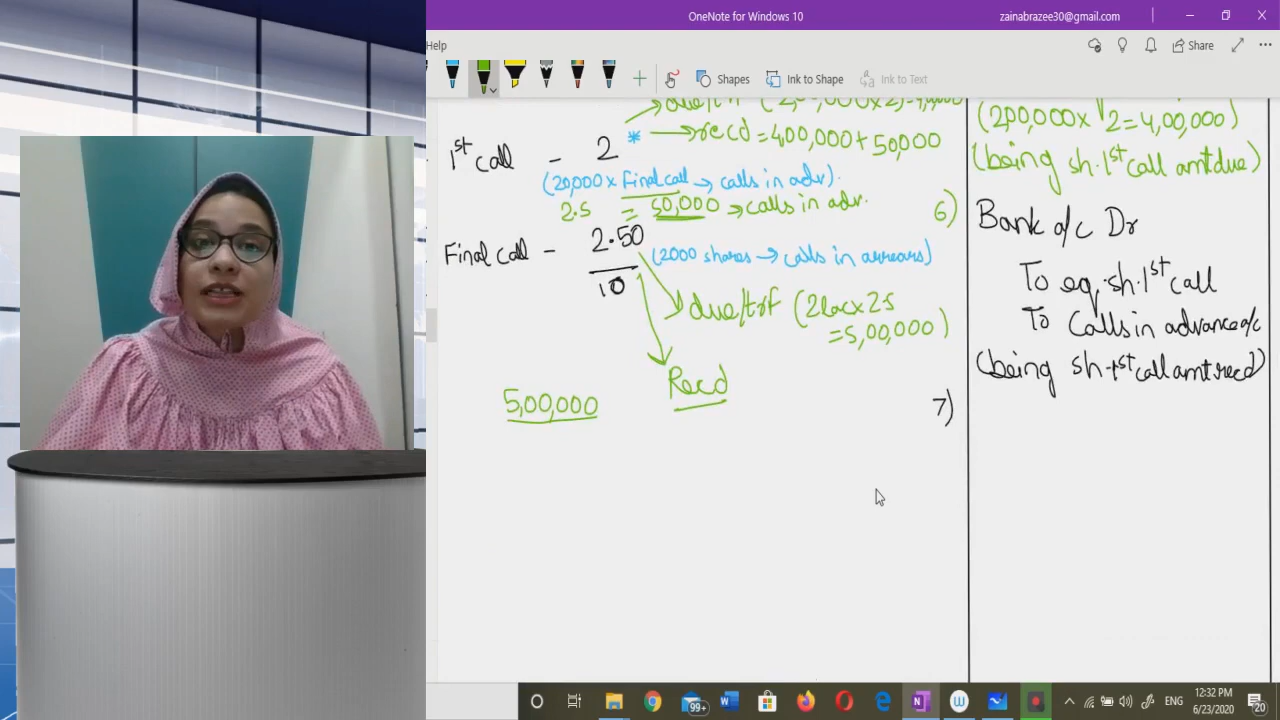 OneNote for Windows 10
zainabrazee30@gmail.com
Help
Shapes
Ink to Shape
Ink to Text
Share
1st call - 2
* → recd = 400,000 + 50,000
(20,000 x Final call → calls in adv).
2.5 = 50,000 → calls in adv.
Final call - 2.50 (2000 shares → calls in arrears)
10
due/trf (2lac x 25
= 5,00,000)
Recd
5,00,000
(200,000 x 2 = 4,00,000)
(being sh. 1st call amt due)
6) Bank a/c Dr
To eq. sh. 1st call
To Calls in advance a/c
(being sh. 1st call amt recd)
7)
99+
ENG
12:32 PM
6/23/2020
20